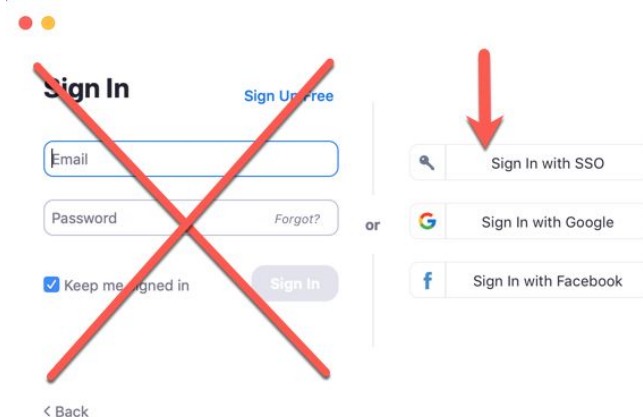 Sign In
Sign Up Free
Email
Password
Forgot?
Keep me signed in
Sign In
or
Sign In with SSO
Sign In with Google
Sign In with Facebook
< Back